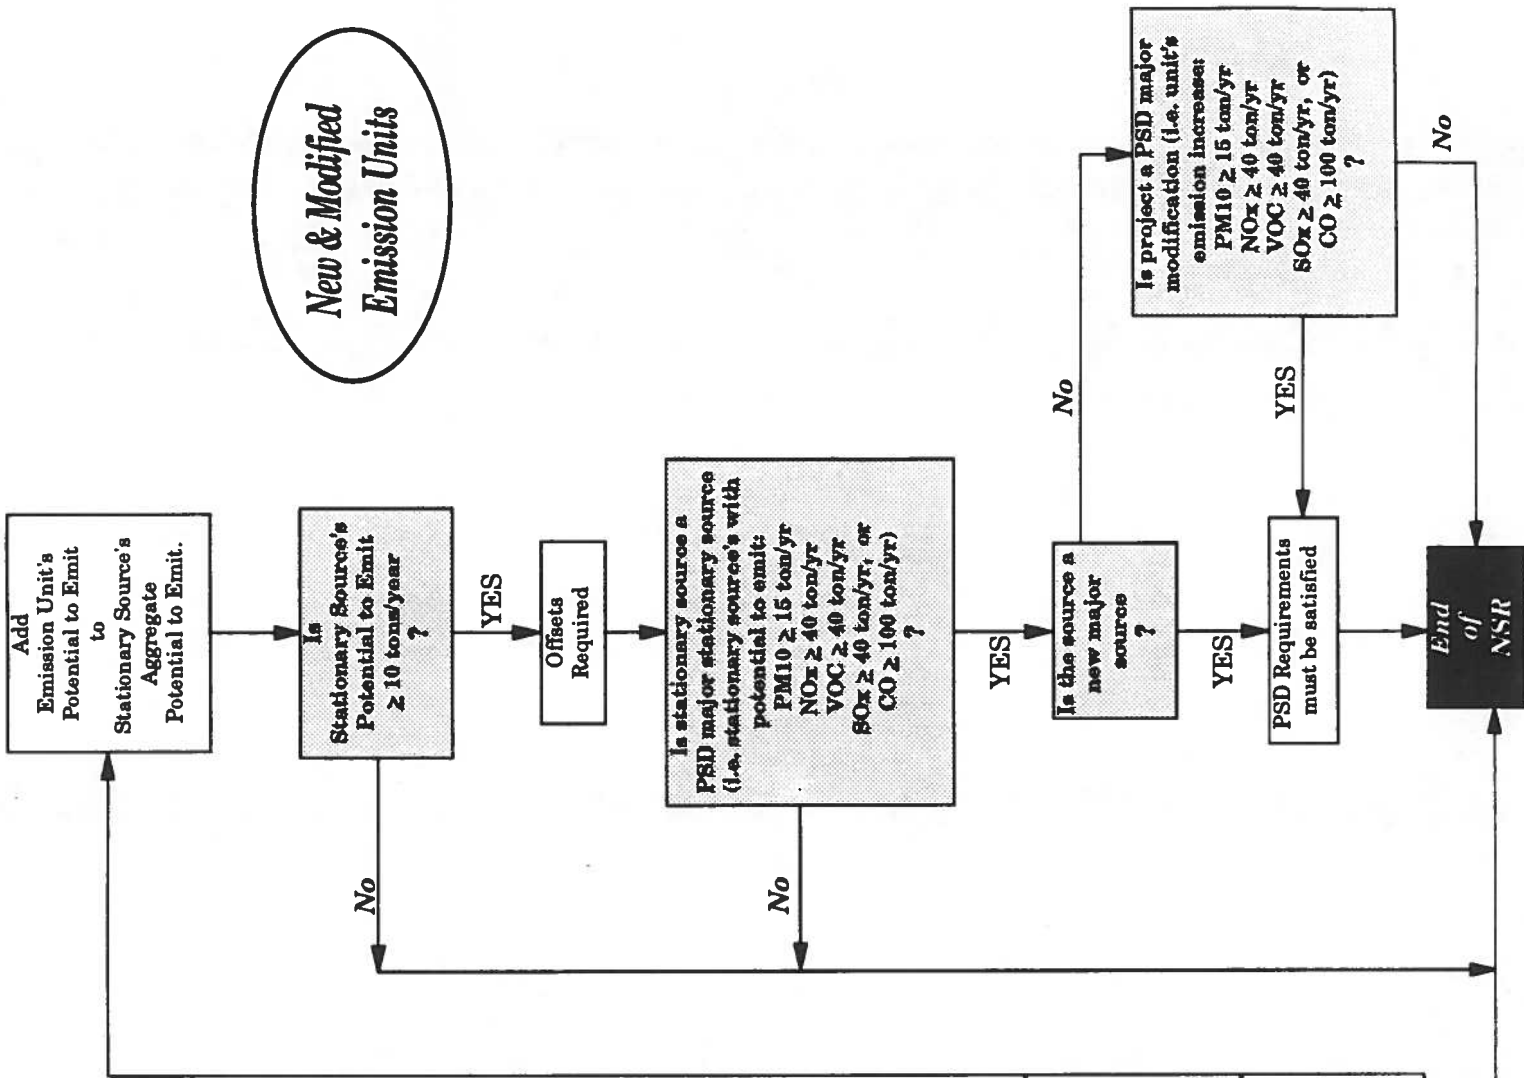 New & Modified
Emission Units
Add
Emission Unit's
Potential to Emit
to
Stationary Source's
Aggregate
Potential to Emit.
Is
Stationary Source's
Potential to Emit
≥ 10 tons/year
?
No
YES
Offsets
Required
Is stationary source a
PSD major stationary source
(i.e. stationary source's with
potential to emit:
PM10 ≥ 15 ton/yr
NOx ≥ 40 ton/yr
VOC ≥ 40 ton/yr
SOx ≥ 40 ton/yr, or
CO ≥ 100 ton/yr)
?
No
YES
Is the source a
new major
source
?
No
YES
Is project a PSD major
modification (i.e. unit's
emission increase:
PM10 ≥ 15 ton/yr
NOx ≥ 40 ton/yr
VOC ≥ 40 ton/yr
SOx ≥ 40 ton/yr, or
CO ≥ 100 ton/yr)
?
YES
No
PSD Requirements
must be satisfied
End
of
NSR